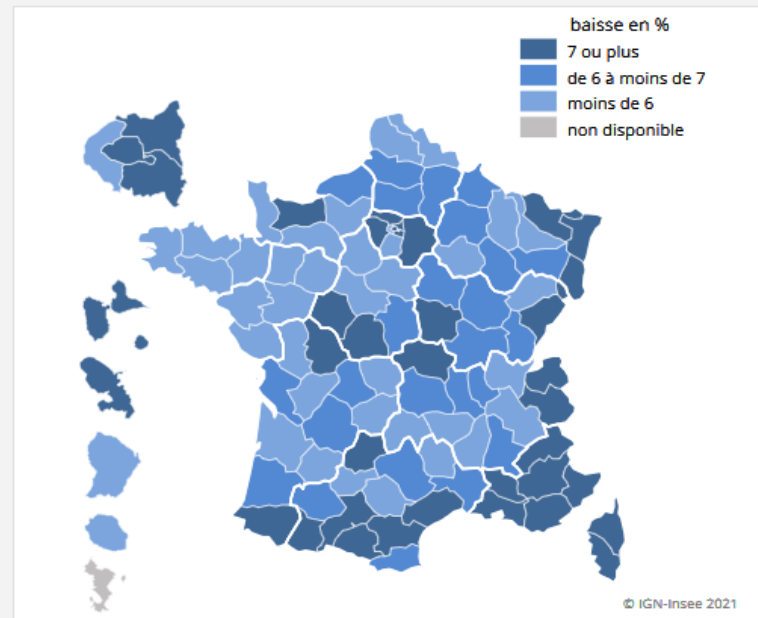 baisse en %
7 ou plus
de 6 à moins de 7
moins de 6
non disponible
© IGN-Insee 2021